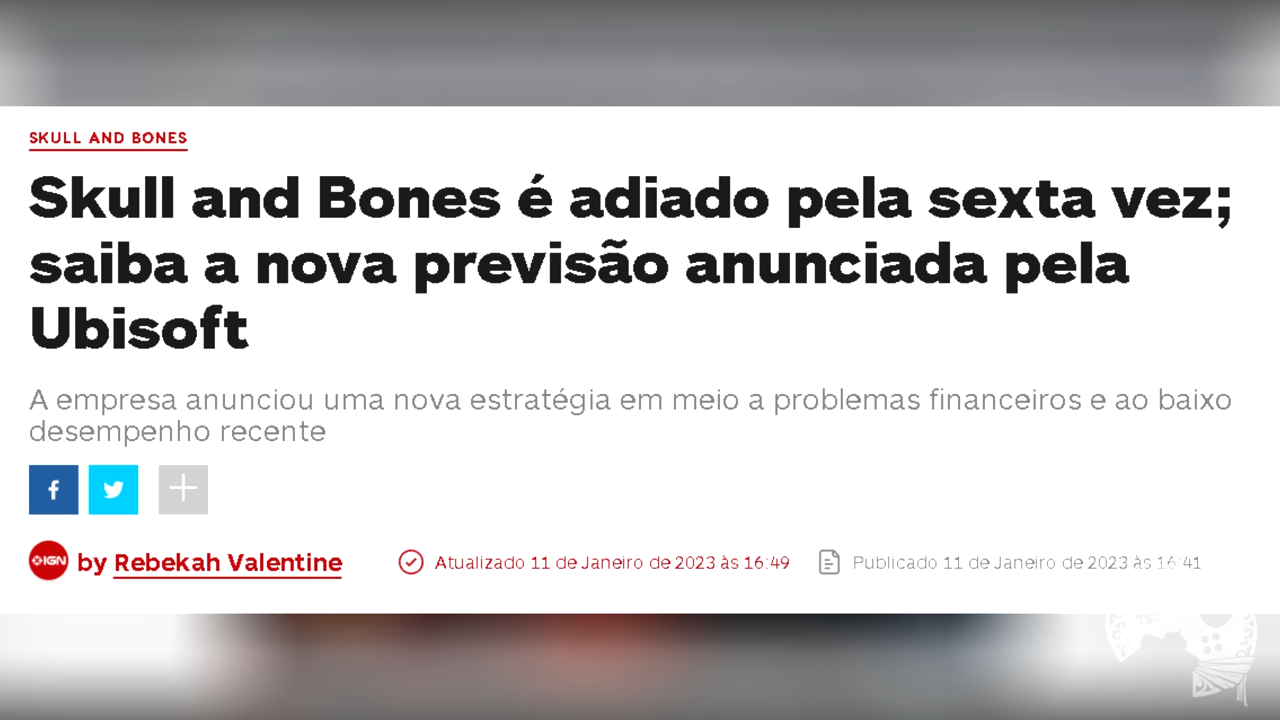 SKULL AND BONES
Skull and Bones é adiado pela sexta vez;
saiba a nova previsão anunciada pela
Ubisoft
A empresa anunciou uma nova estratégia em meio a problemas financeiros e ao baixo
desempenho recente
IGN by Rebekah Valentine Atualizado 11 de Janeiro de 2023 às 16:49 Publicado 11 de Janeiro de 2023 às 16:41